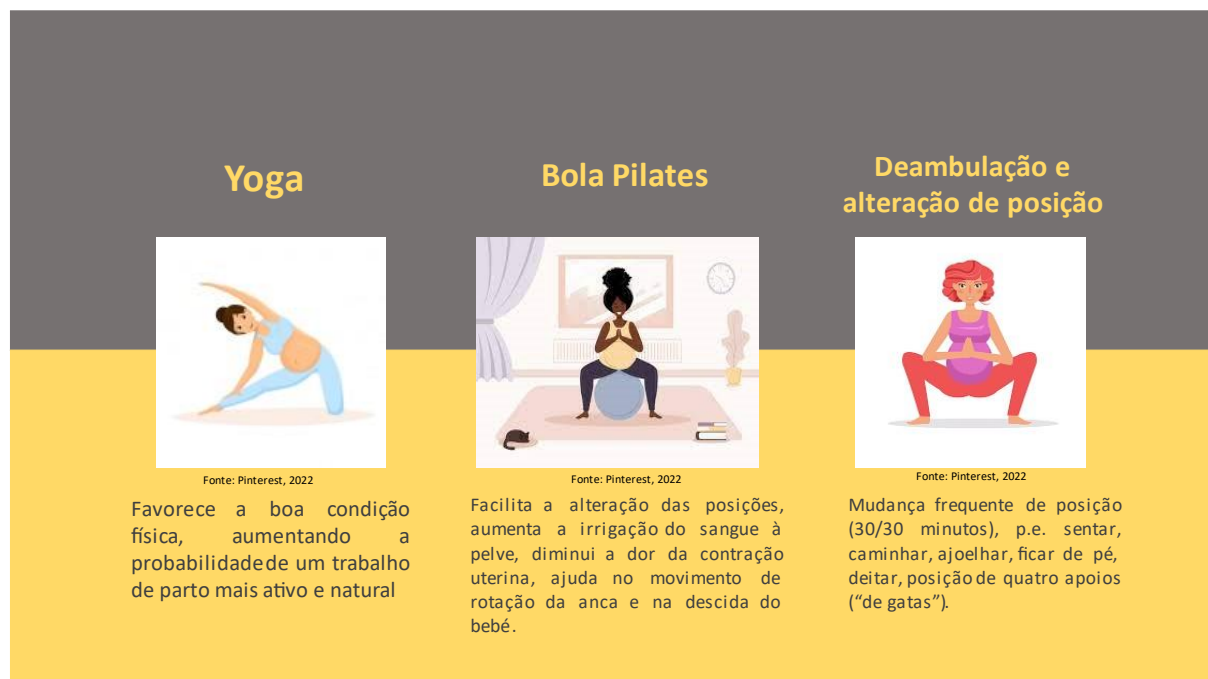 Yoga
Bola Pilates
Deambulação e
alteração de posição
Fonte: Pinterest, 2022
Favorece a boa condição
física, aumentando a
probabilidade de um trabalho
de parto mais ativo e natural
Fonte: Pinterest, 2022
Facilita a alteração das posições,
aumenta a irrigação do sangue à
pelve, diminui a dor da contração
uterina, ajuda no movimento de
rotação da anca e na descida do
bebé.
Fonte: Pinterest, 2022
Mudança frequente de posição
(30/30 minutos), p.e. sentar,
caminhar, ajoelhar, ficar de pé,
deitar, posição de quatro apoios
(“de gatas”).